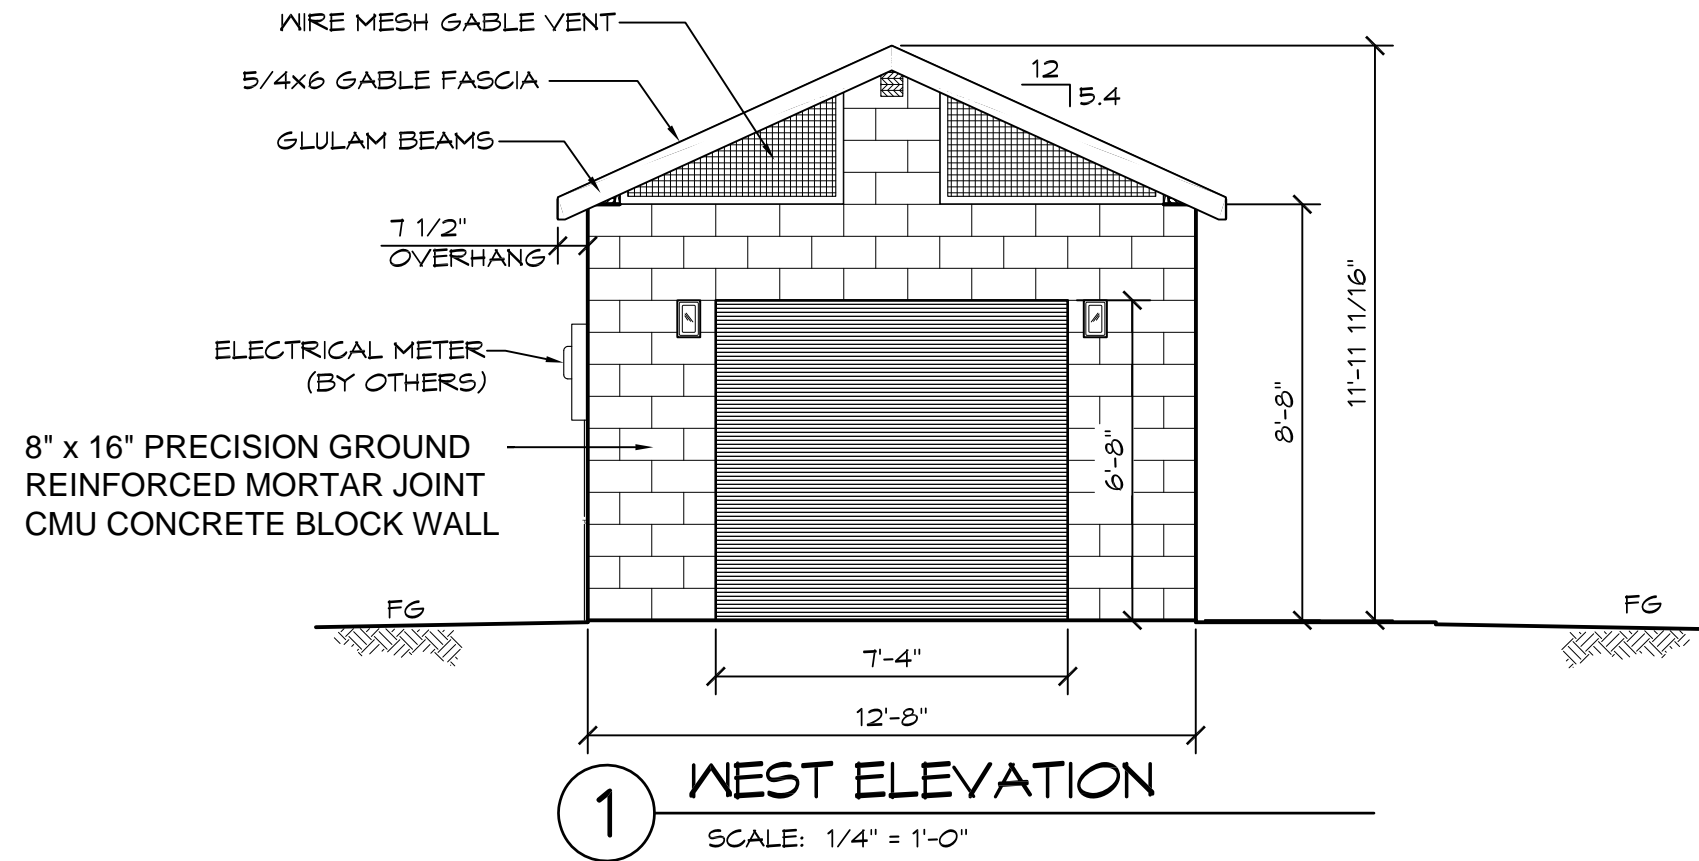 WIRE MESH GABLE VENT
5/4x6 GABLE FASCIA
GLULAM BEAMS
12
5.4
7 1/2"
OVERHANG
ELECTRICAL METER
(BY OTHERS)
8" x 16" PRECISION GROUND
REINFORCED MORTAR JOINT
CMU CONCRETE BLOCK WALL
6'-8"
8'-8"
11'-11 11/16"
FG
FG
7'-4"
12'-8"
1
WEST ELEVATION
SCALE: 1/4" = 1'-0"